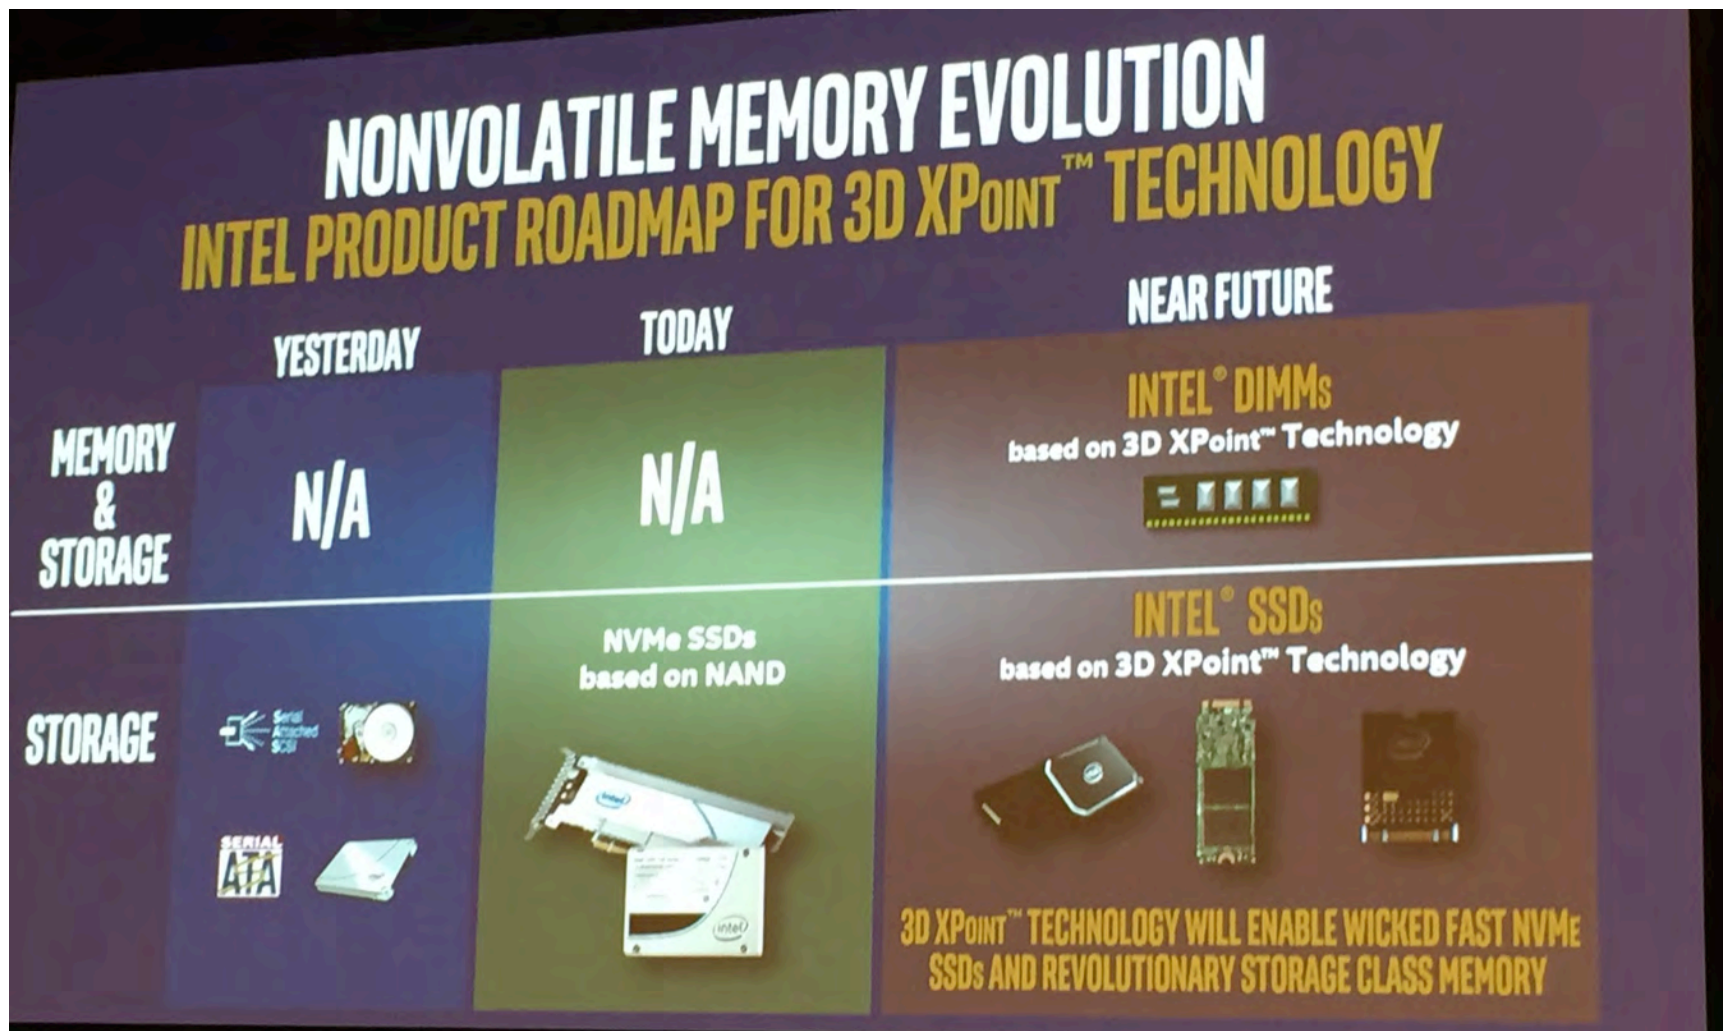 NONVOLATILE MEMORY EVOLUTION
INTEL PRODUCT ROADMAP FOR 3D XPOINT™ TECHNOLOGY
YESTERDAY
TODAY
NEAR FUTURE
MEMORY
&
STORAGE
N/A
N/A
INTEL® DIMMs
based on 3D XPoint™ Technology
STORAGE
Serial
Attached
SCSI
SERIAL
ATA
NVMe SSDs
based on NAND
intel
intel
INTEL® SSDs
based on 3D XPoint™ Technology
intel
3D XPOINT™ TECHNOLOGY WILL ENABLE WICKED FAST NVME
SSDs AND REVOLUTIONARY STORAGE CLASS MEMORY